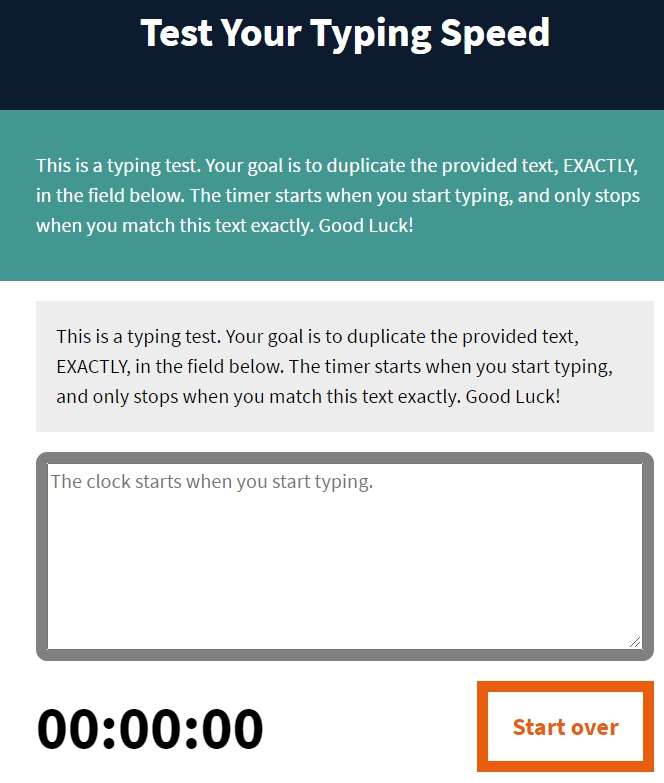 Test Your Typing Speed
This is a typing test. Your goal is to duplicate the provided text, EXACTLY,
in the field below. The timer starts when you start typing, and only stops
when you match this text exactly. Good Luck!
This is a typing test. Your goal is to duplicate the provided text,
EXACTLY, in the field below. The timer starts when you start typing,
and only stops when you match this text exactly. Good Luck!
The clock starts when you start typing.
00:00:00
Start over